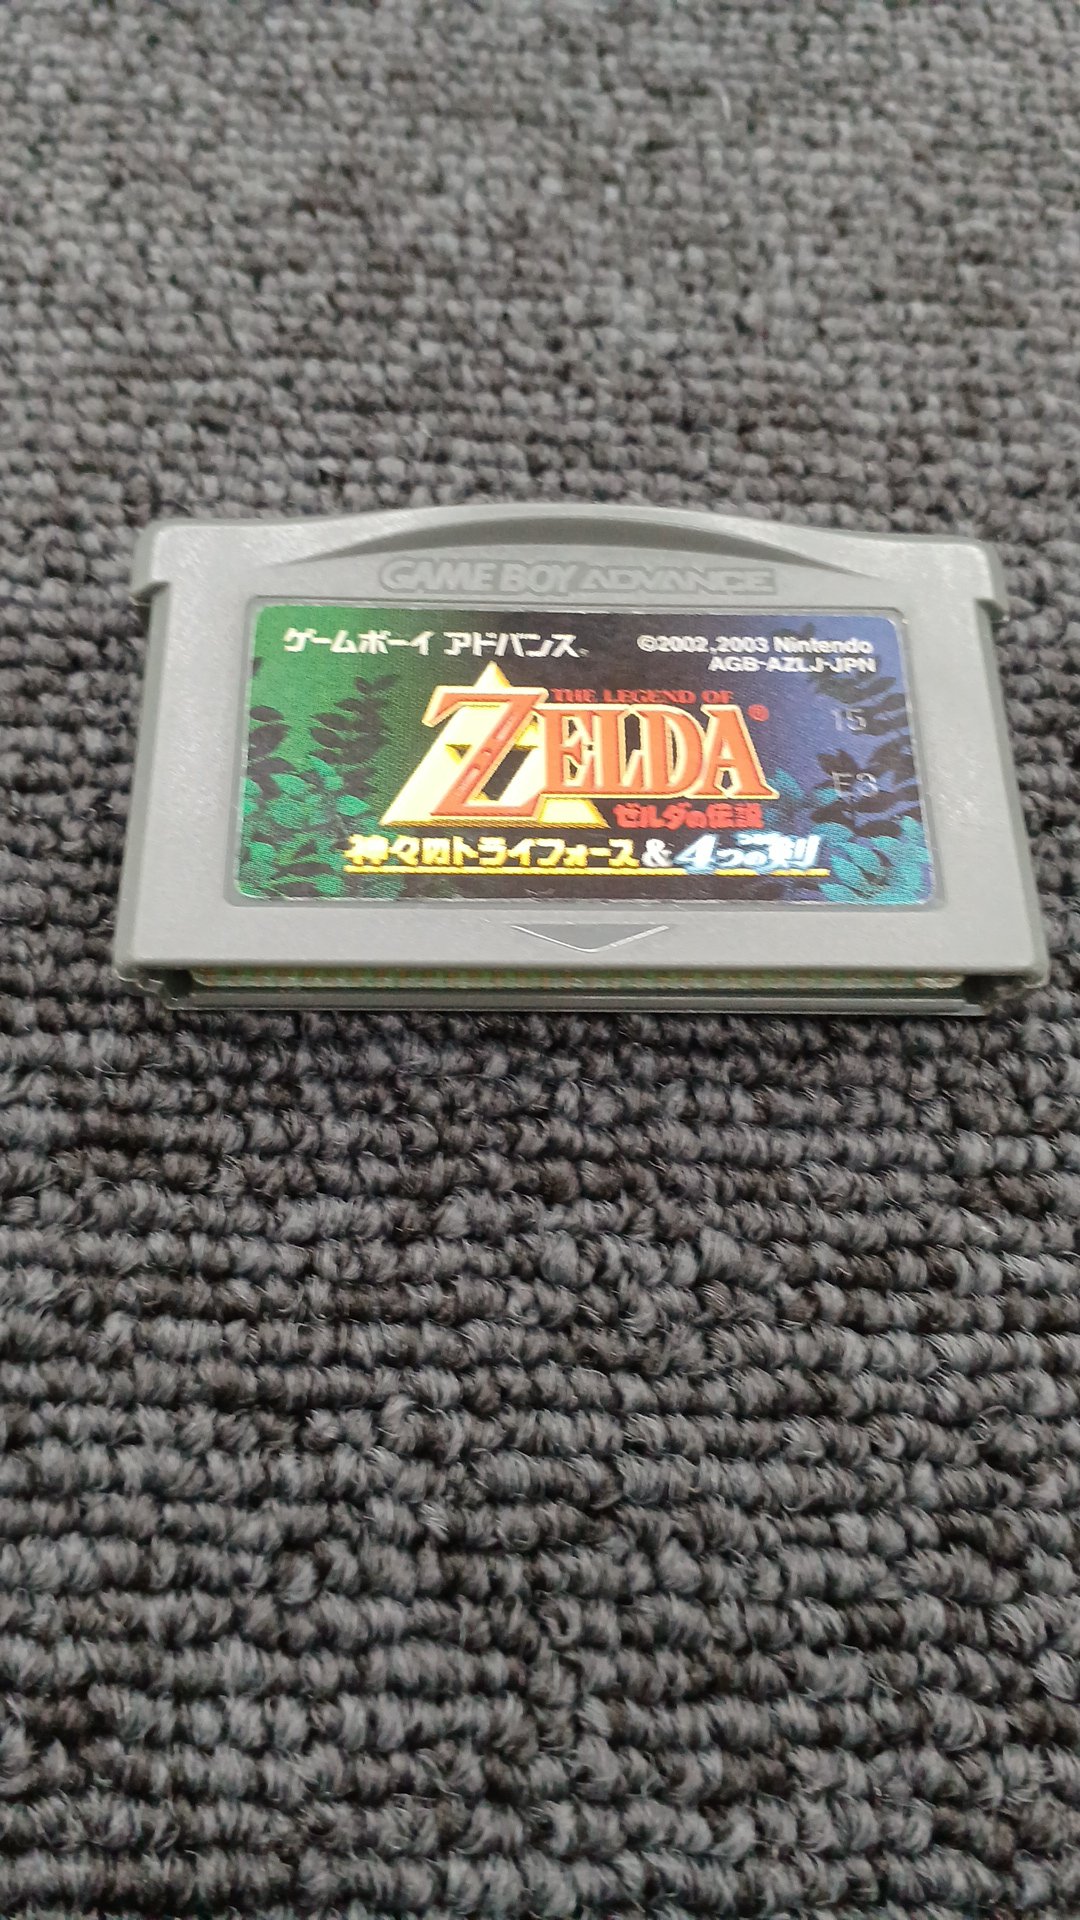 GAME BOY ADVANCE
ゲームボーイ アドバンス
©2002,2003 Nintendo
AGB-AZLJ-JPN
THE LEGEND OF
ZELDA®
ゼルダの伝説
神々のトライフォース&4つの剣
15
E3